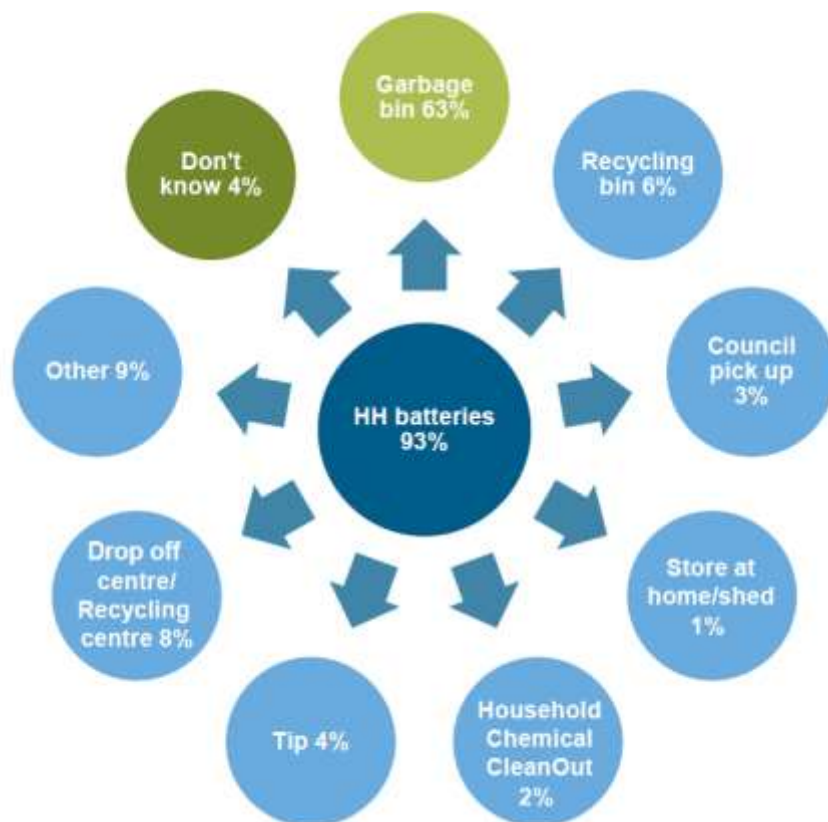 Garbage
bin 63%
Recycling
bin 6%
Council
pick up
3%
Store at
home/shed
1%
Household
Chemical
CleanOut
2%
Tip 4%
Drop off
centre/
Recycling
centre 8%
Other 9%
Don't
know 4%
HH batteries
93%